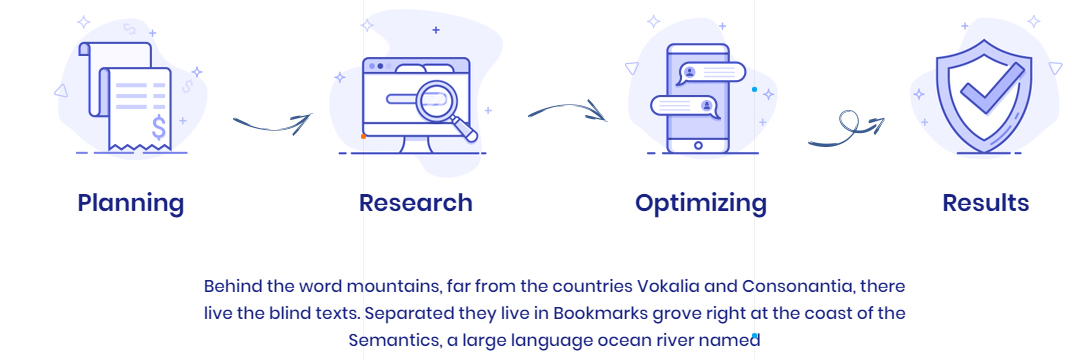 $
Planning
Research
Optimizing
Results
Behind the word mountains, far from the countries Vokalia and Consonantia, there
live the blind texts. Separated they live in Bookmarks grove right at the coast of the
Semantics, a large language ocean river named